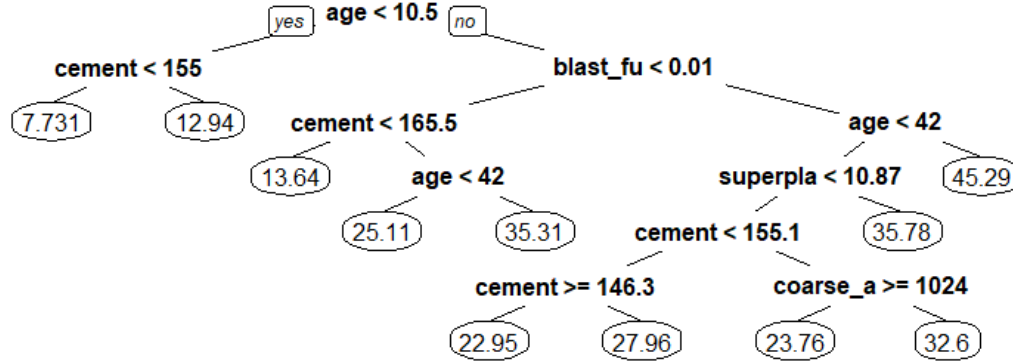 yes age < 10.5 no
cement < 155 blast_fu < 0.01
7.731 12.94 cement < 165.5 age < 42
13.64 age < 42 superpla < 10.87 45.29
25.11 35.31 cement < 155.1 35.78
cement >= 146.3 coarse_a >= 1024
22.95 27.96 23.76 32.6